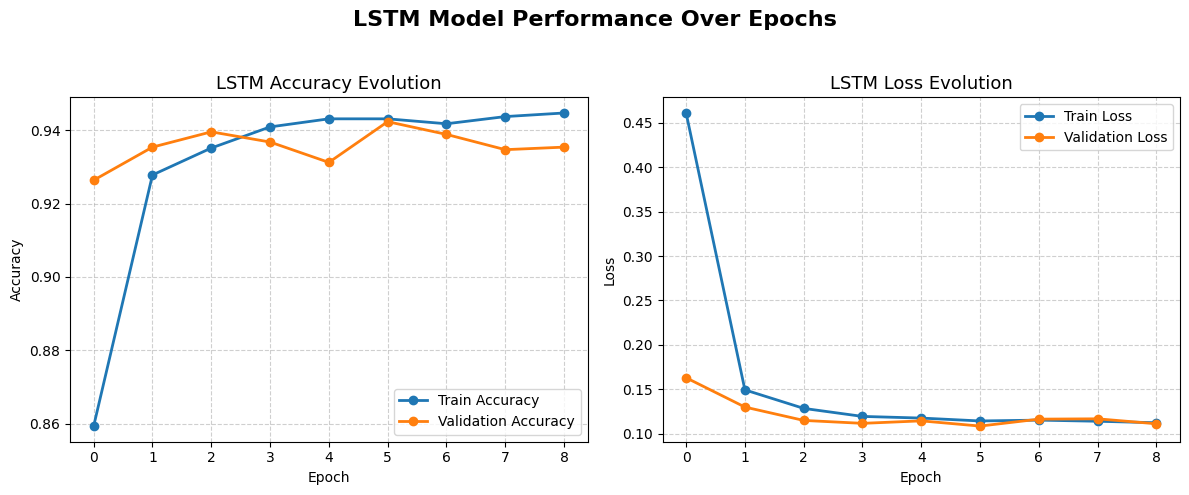 LSTM Model Performance Over Epochs
LSTM Accuracy Evolution
Accuracy
0.94
0.92
0.90
0.88
0.86
Train Accuracy
Validation Accuracy
0 1 2 3 4 5 6 7 8
Epoch
LSTM Loss Evolution
Loss
0.45
0.40
0.35
0.30
0.25
0.20
0.15
0.10
Train Loss
Validation Loss
0 1 2 3 4 5 6 7 8
Epoch